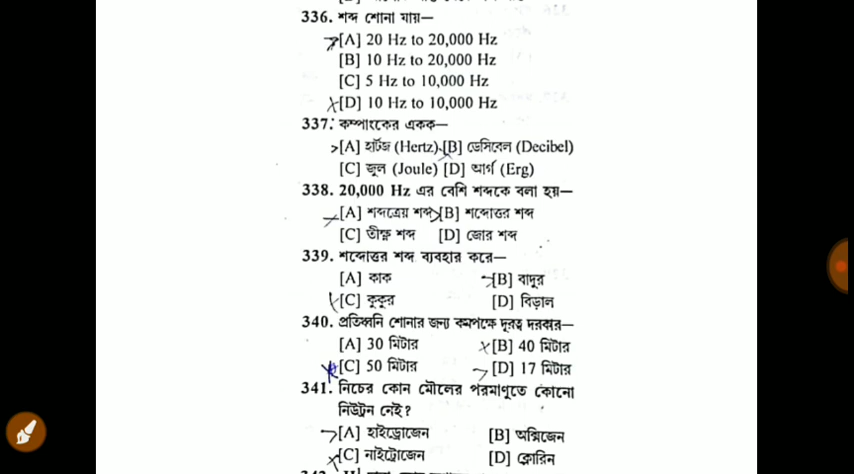 336. শব্দ শোনা যায়—
[A] 20 Hz to 20,000 Hz
[B] 10 Hz to 20,000 Hz
[C] 5 Hz to 10,000 Hz
[D] 10 Hz to 10,000 Hz
337. কম্পাংকের একক—
[A] হার্টজ (Hertz) [B] ডেসিবেল (Decibel)
[C] জুল (Joule) [D] আর্গ (Erg)
338. 20,000 Hz এর বেশি শব্দকে বলা হয়—
[A] শব্দত্রেয় শব্দ [B] শব্দোত্তর শব্দ
[C] তীক্ষ্ণ শব্দ [D] জোর শব্দ
339. শব্দোত্তর শব্দ ব্যবহার করে—
[A] কাক [B] বাদুর
[C] কুকুর [D] বিড়াল
340. প্রতিধ্বনি শোনার জন্য কমপক্ষে দূরত্ব দরকার—
[A] 30 মিটার [B] 40 মিটার
[C] 50 মিটার [D] 17 মিটার
341. নিচের কোন মৌলের পরমাণুতে কোনো
নিউট্রন নেই?
[A] হাইড্রোজেন [B] অক্সিজেন
[C] নাইট্রোজেন [D] ক্লোরিন